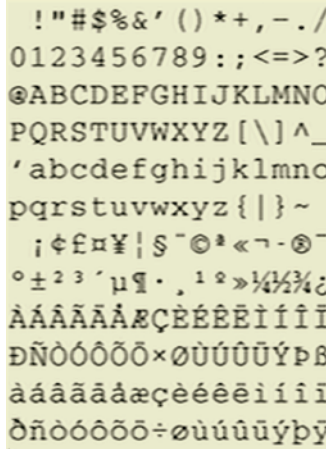 !"#$%&'()*+,-./
0123456789:;<=>?
@ABCDEFGHIJKLMNO
PQRSTUVWXYZ[\]^_
‘abcdefghijklmno
pqrstuvwxyz{|}~
¡¢£¤¥¦§¨©ª«¬-®¯
°±²³´µ¶·¸¹º»¼½¾¿
ÀÁÂÃÄÅÆÇÈÉÊËÌÍÎÏ
ÐÑÒÓÔÕÖ×ØÙÚÛÜÝÞß
àáâãäåæçèéêëìíîï
ðñòóôõö÷øùúûüýþÿ